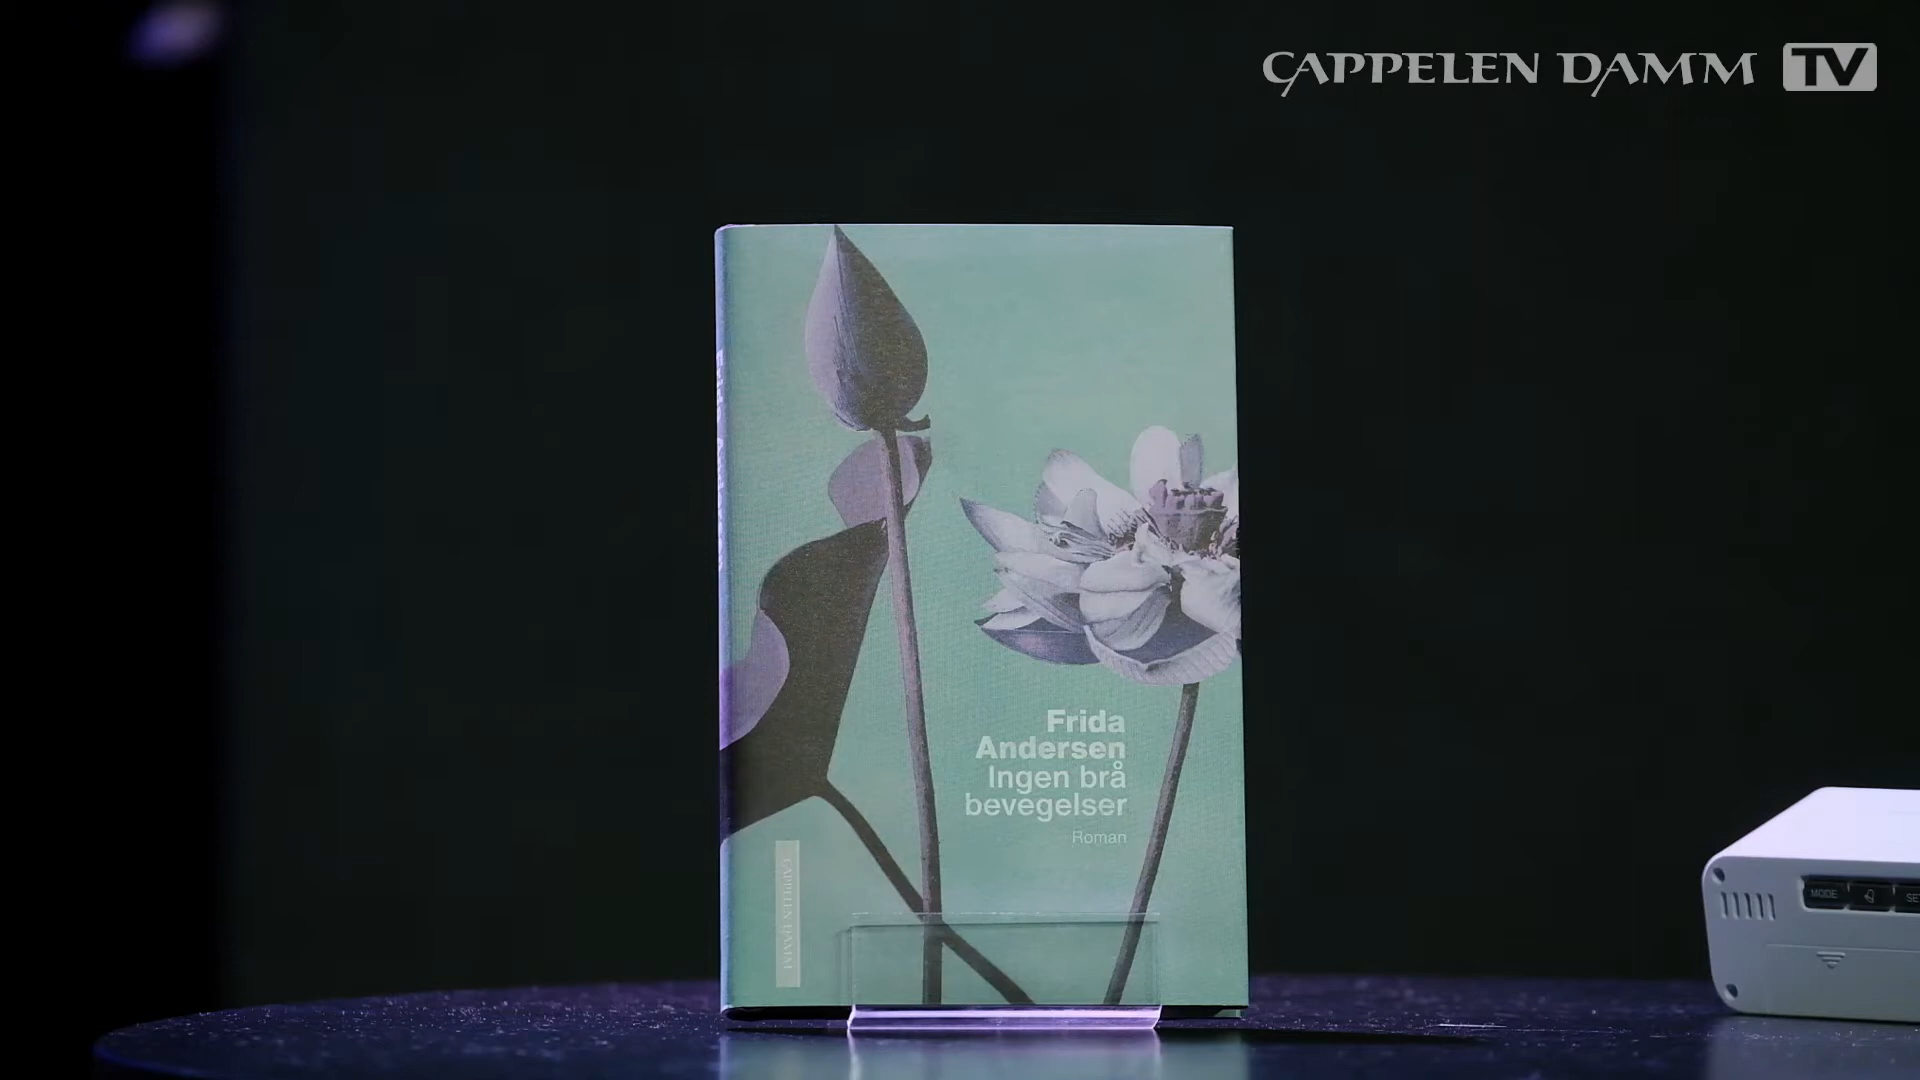 CAPPELEN DAMM TV
Frida
Andersen
Ingen brå
bevegelser
Roman
CAPPELEN DAMM
MODE